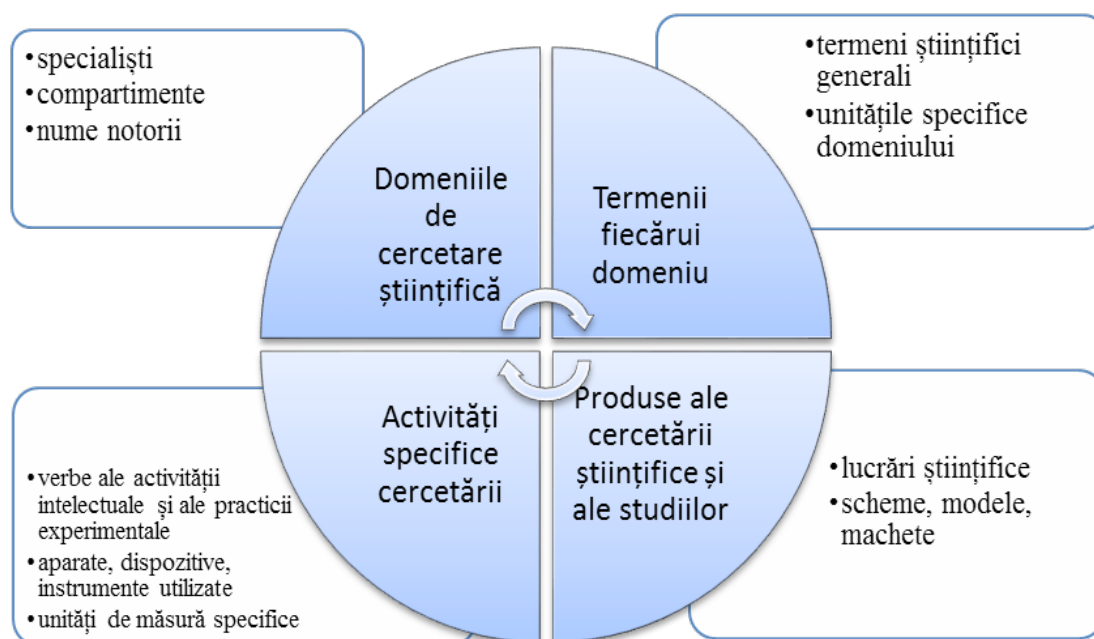 •specialiști
•compartimente
•nume notorii
Domeniile
de
cercetare
științifică
•termeni științifici
generali
•unitățile specifice
domeniului
Termenii
fiecărui
domeniu
•verbe ale activității
intelectuale și ale practicii
experimentale
•aparate, dispozitive,
instrumente utilizate
•unități de măsură specifice
Activități
specifice
cercetării
Produse ale
cercetării
științifice și
ale studiilor
•lucrări științifice
•scheme, modele,
machete